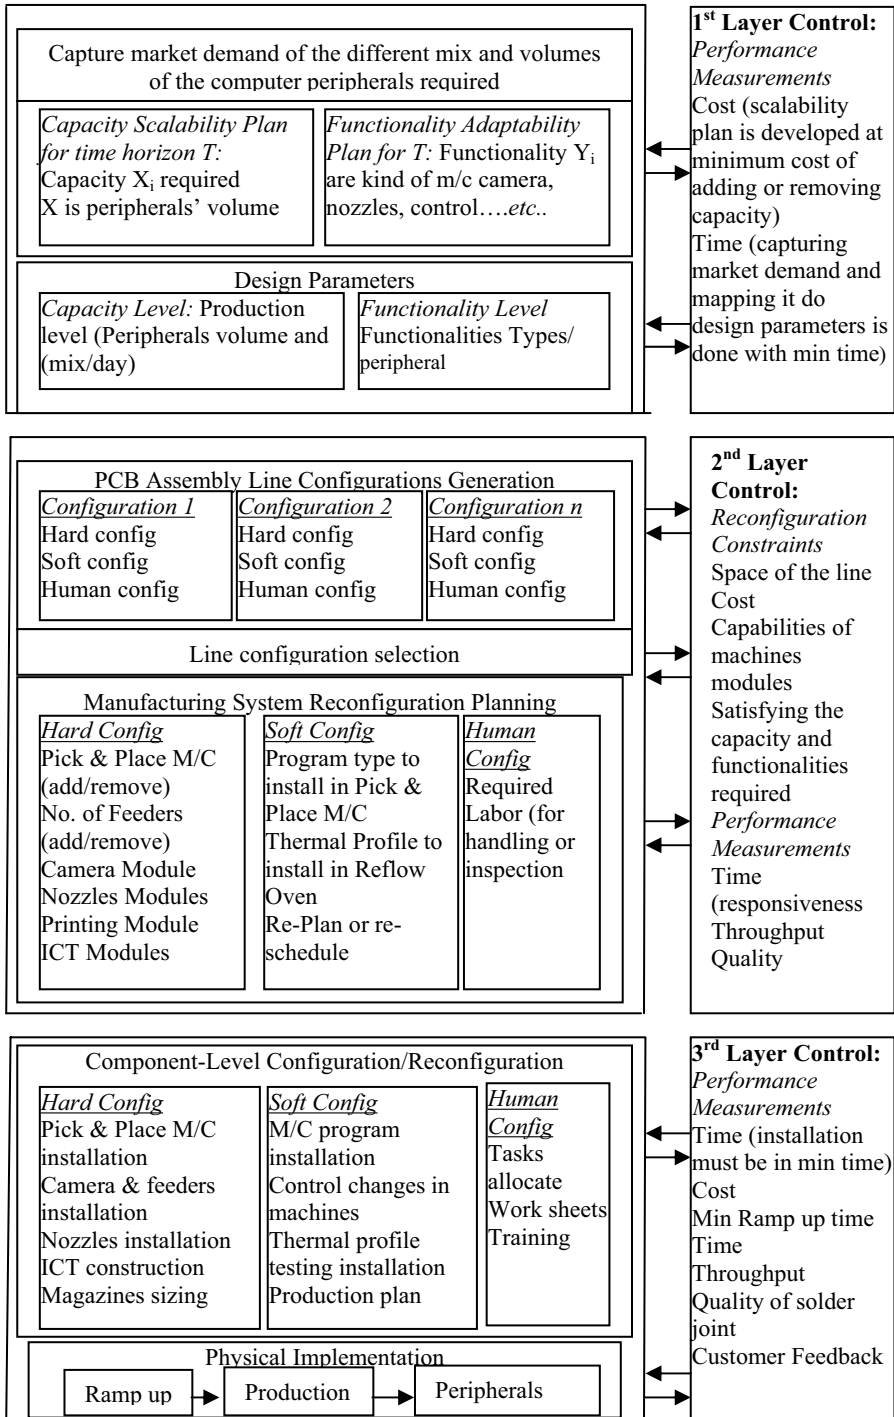 Capture market demand of the different mix and volumes
of the computer peripherals required
Capacity Scalability Plan
for time horizon T:
Capacity Xi required
X is peripherals’ volume
Functionality Adaptability
Plan for T: Functionality Yi
are kind of m/c camera,
nozzles, control….etc..
Design Parameters
Capacity Level: Production
level (Peripherals volume and
(mix/day)
Functionality Level
Functionalities Types/
peripheral
1st Layer Control:
Performance
Measurements
Cost (scalability
plan is developed at
minimum cost of
adding or removing
capacity)
Time (capturing
market demand and
mapping it do
design parameters is
done with min time)
PCB Assembly Line Configurations Generation
Configuration 1
Hard config
Soft config
Human config
Configuration 2
Hard config
Soft config
Human config
Configuration n
Hard config
Soft config
Human config
Line configuration selection
Manufacturing System Reconfiguration Planning
Hard Config
Pick & Place M/C
(add/remove)
No. of Feeders
(add/remove)
Camera Module
Nozzles Modules
Printing Module
ICT Modules
Soft Config
Program type to
install in Pick &
Place M/C
Thermal Profile to
install in Reflow
Oven
Re-Plan or re-
schedule
Human
Config
Required
Labor (for
handling or
inspection
2nd Layer
Control:
Reconfiguration
Constraints
Space of the line
Cost
Capabilities of
machines
modules
Satisfying the
capacity and
functionalities
required
Performance
Measurements
Time
(responsiveness
Throughput
Quality
Component-Level Configuration/Reconfiguration
Hard Config
Pick & Place M/C
installation
Camera & feeders
installation
Nozzles installation
ICT construction
Magazines sizing
Soft Config
M/C program
installation
Control changes in
machines
Thermal profile
testing installation
Production plan
Human
Config
Tasks
allocate
Work sheets
Training
Physical Implementation
Ramp up
Production
Peripherals
3rd Layer Control:
Performance
Measurements
Time (installation
must be in min time)
Cost
Min Ramp up time
Time
Throughput
Quality of solder
joint
Customer Feedback